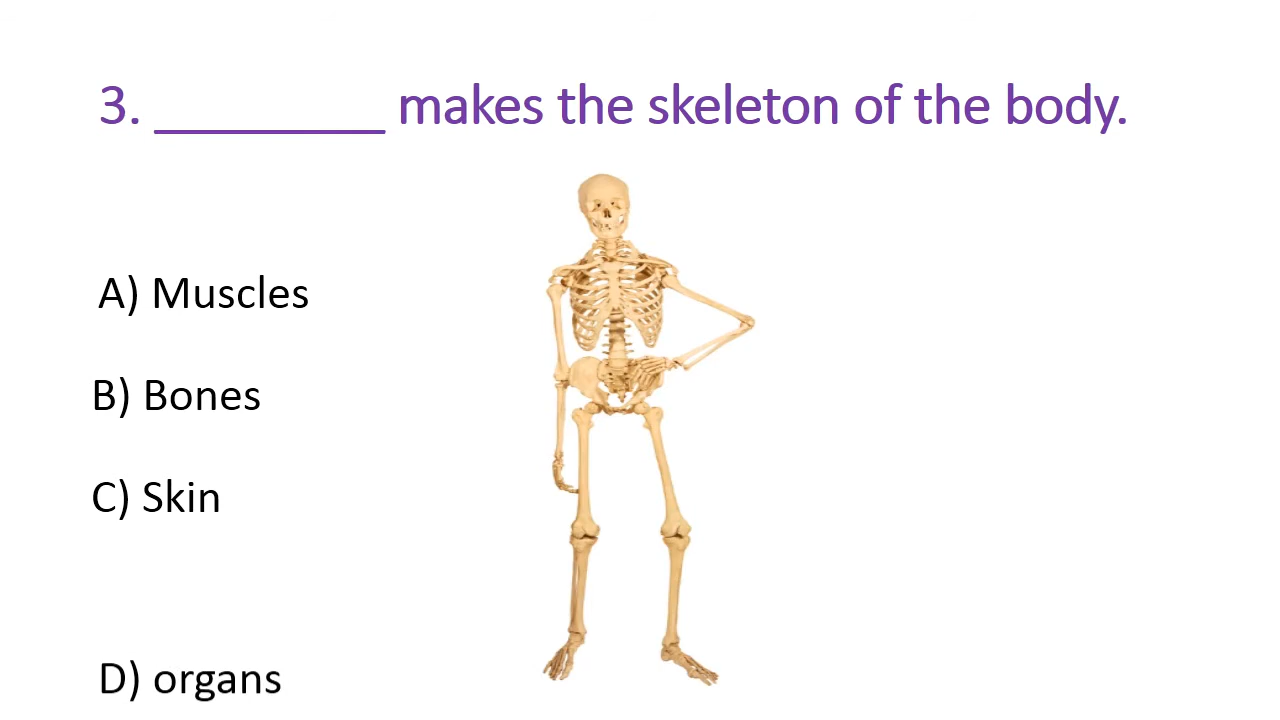 3. ________ makes the skeleton of the body.
A) Muscles
B) Bones
C) Skin
D) organs